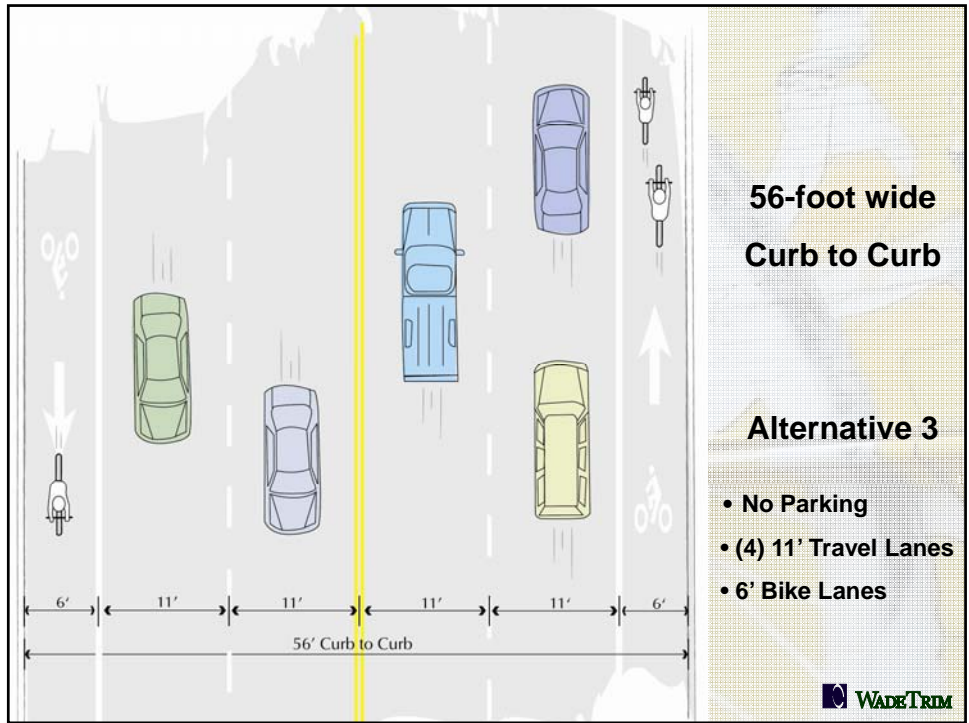 6' 11' 11' 11' 11' 6'
56' Curb to Curb
56-foot wide
Curb to Curb
Alternative 3
• No Parking
• (4) 11' Travel Lanes
• 6' Bike Lanes
WADETRIM